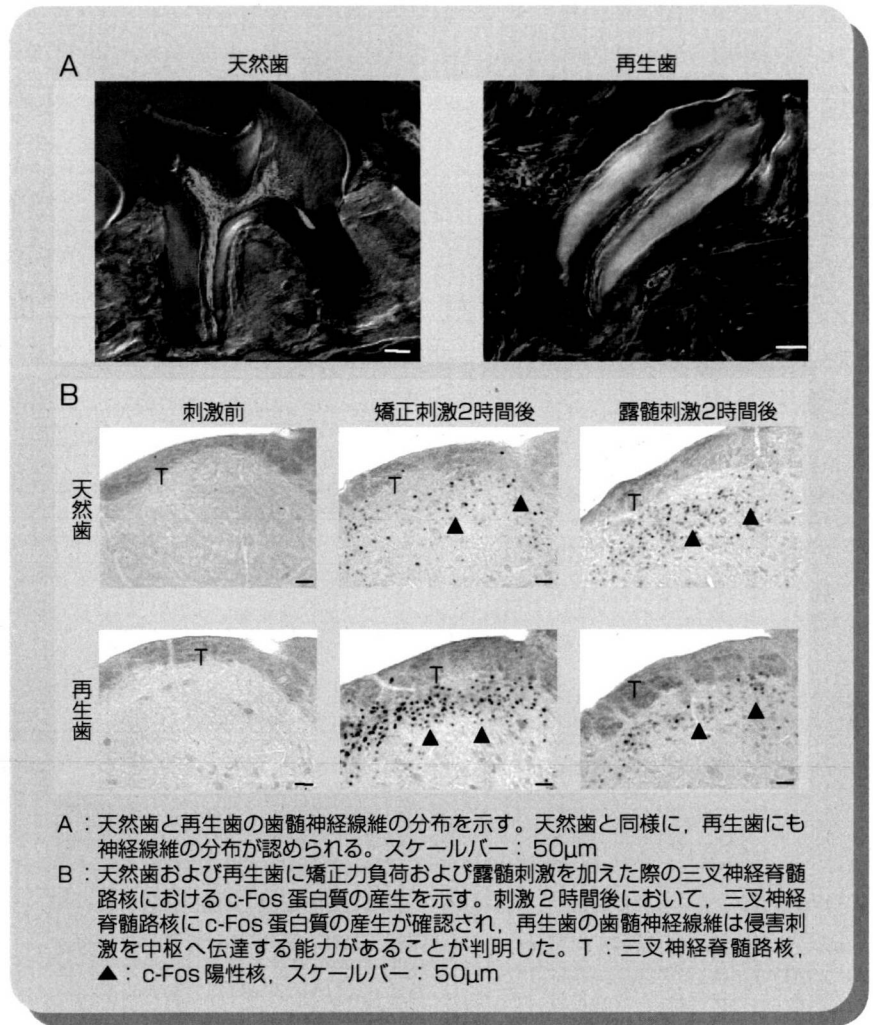 A
天然歯
再生歯
B
刺激前
矯正刺激2時間後
露髄刺激2時間後
天然歯
T
T
T
再生歯
T
T
T
A：天然歯と再生歯の歯髄神経線維の分布を示す。天然歯と同様に，再生歯にも
神経線維の分布が認められる。スケールバー：50μm
B：天然歯および再生歯に矯正力負荷および露髄刺激を加えた際の三叉神経脊髄
路核におけるc-Fos蛋白質の産生を示す。刺激2時間後において，三叉神経
脊髄路核にc-Fos蛋白質の産生が確認され，再生歯の歯髄神経線維は侵害刺
激を中枢へ伝達する能力があることが判明した。T：三叉神経脊髄路核，
▲：c-Fos陽性核，スケールバー：50μm